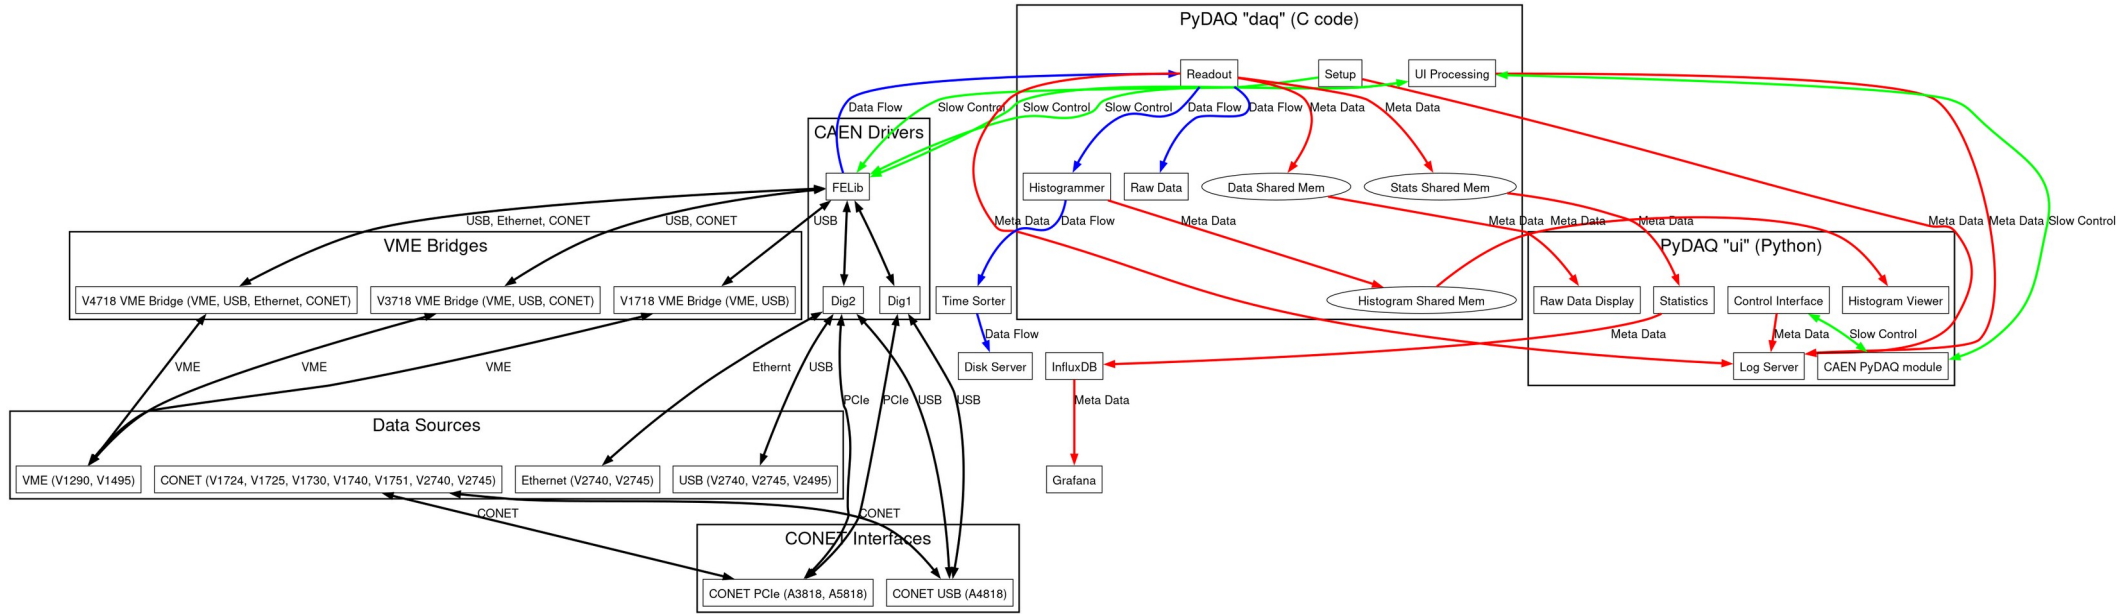 PyDAQ "daq" (C code)
Readout
Setup
UI Processing
Data Flow
Slow Control
Slow Control
Slow Control
Data Flow
Data Flow
Meta Data
Meta Data
CAEN Drivers
FELib
Histogrammer
Raw Data
Data Shared Mem
Stats Shared Mem
USB, Ethernet, CONET
USB, CONET
USB
Meta Data
Data Flow
Meta Data
Meta Data
Meta Data
Meta Data
Meta Data
Meta Data
Slow Control
VME Bridges
PyDAQ "ui" (Python)
V4718 VME Bridge (VME, USB, Ethernet, CONET)
V3718 VME Bridge (VME, USB, CONET)
V1718 VME Bridge (VME, USB)
Dig2
Dig1
Time Sorter
Histogram Shared Mem
Raw Data Display
Statistics
Control Interface
Histogram Viewer
Data Flow
Meta Data
Meta Data
Slow Control
VME
VME
VME
Ethernt
USB
Disk Server
InfluxDB
Log Server
CAEN PyDAQ module
PCIe
PCIe
USB
USB
Meta Data
Data Sources
VME (V1290, V1495)
CONET (V1724, V1725, V1730, V1740, V1751, V2740, V2745)
Ethernet (V2740, V2745)
USB (V2740, V2745, V2495)
Grafana
CONET
CONET
CONET Interfaces
CONET PCIe (A3818, A5818)
CONET USB (A4818)